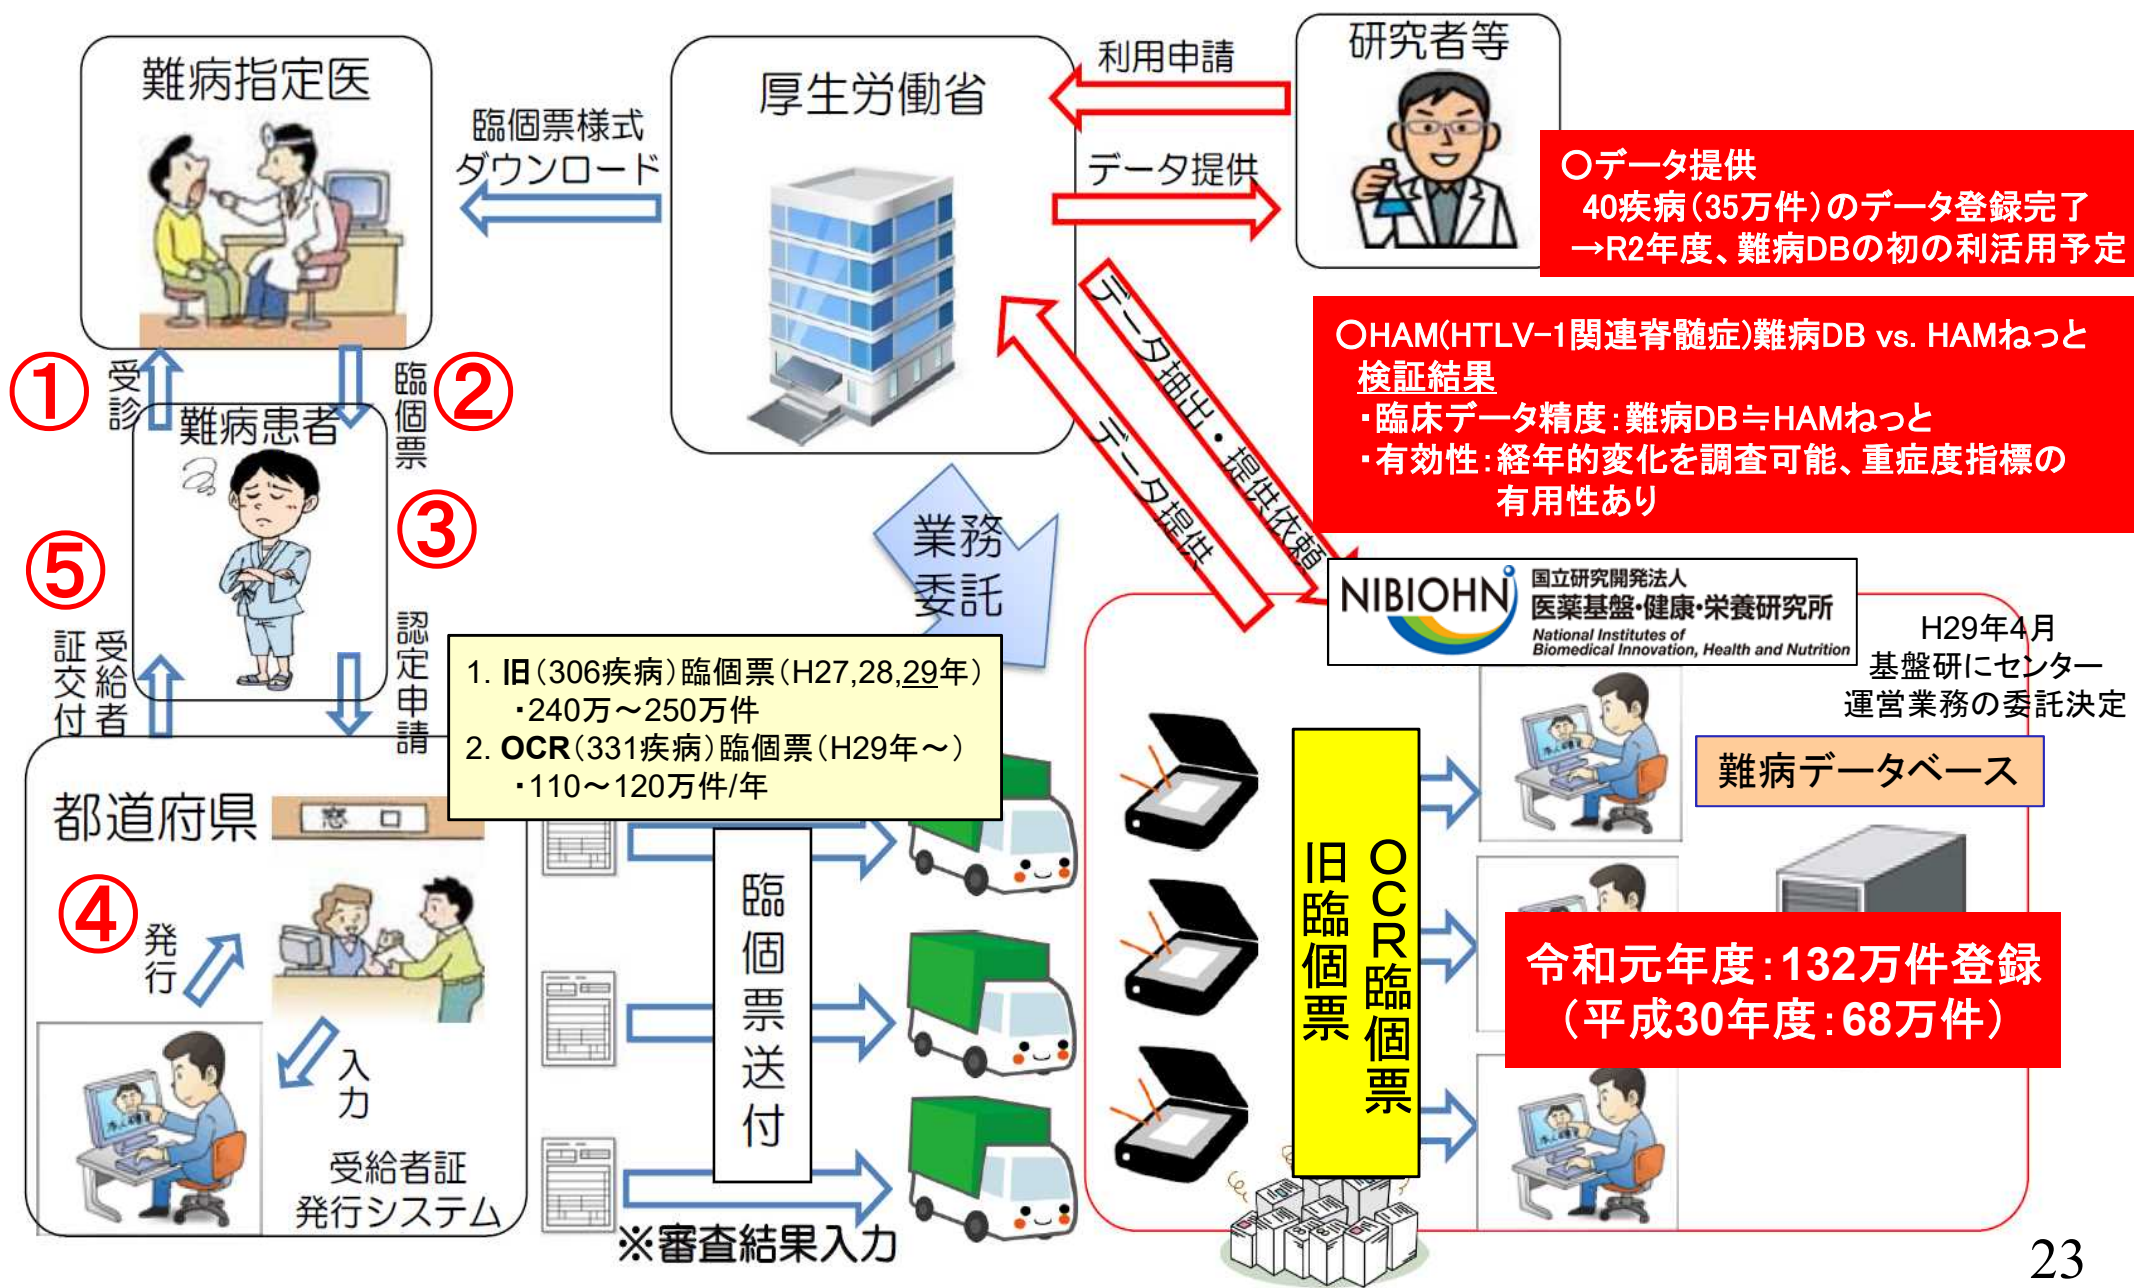 難病指定医
臨個票様式
ダウンロード
厚生労働省
利用申請
データ提供
研究者等
〇データ提供
40疾病(35万件)のデータ登録完了
→R2年度、難病DBの初の利活用予定
〇HAM(HTLV-1関連脊髄症)難病DB vs. HAMねっと
検証結果
・臨床データ精度:難病DB≒HAMねっと
・有効性:経年的変化を調査可能、重症度指標の
有用性あり
データ抽出・提供依頼
データ提供
①
受診
②
臨個票
難病患者
③
認定申請
⑤
受給者
証交付
業務
委託
NIBIOHN
国立研究開発法人
医薬基盤・健康・栄養研究所
National Institutes of
Biomedical Innovation, Health and Nutrition
H29年4月
基盤研にセンター
運営業務の委託決定
1. 旧(306疾病)臨個票(H27,28,29年)
・240万~250万件
2. OCR(331疾病)臨個票(H29年~)
・110~120万件/年
難病データベース
都道府県
窓口
④
発行
入力
受給者証
発行システム
臨個票送付
※審査結果入力
OCR臨個票
旧臨個票
令和元年度:132万件登録
(平成30年度:68万件)
23